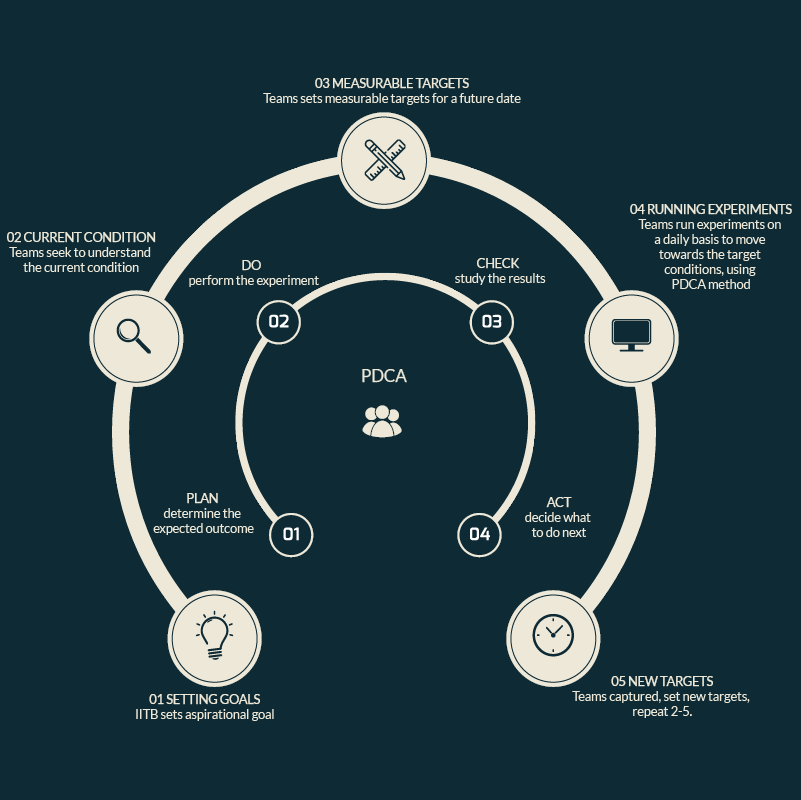 03 MEASURABLE TARGETS
Teams sets measurable targets for a future date
02 CURRENT CONDITION
Teams seek to understand
the current condition
04 RUNNING EXPERIMENTS
Teams run experiments on
a daily basis to move
towards the target
conditions, using
PDCA method
DO
perform the experiment
CHECK
study the results
02
03
PDCA
PLAN
determine the
expected outcome
01
04
ACT
decide what
to do next
01 SETTING GOALS
IITB sets aspirational goal
05 NEW TARGETS
Teams captured, set new targets,
repeat 2-5.